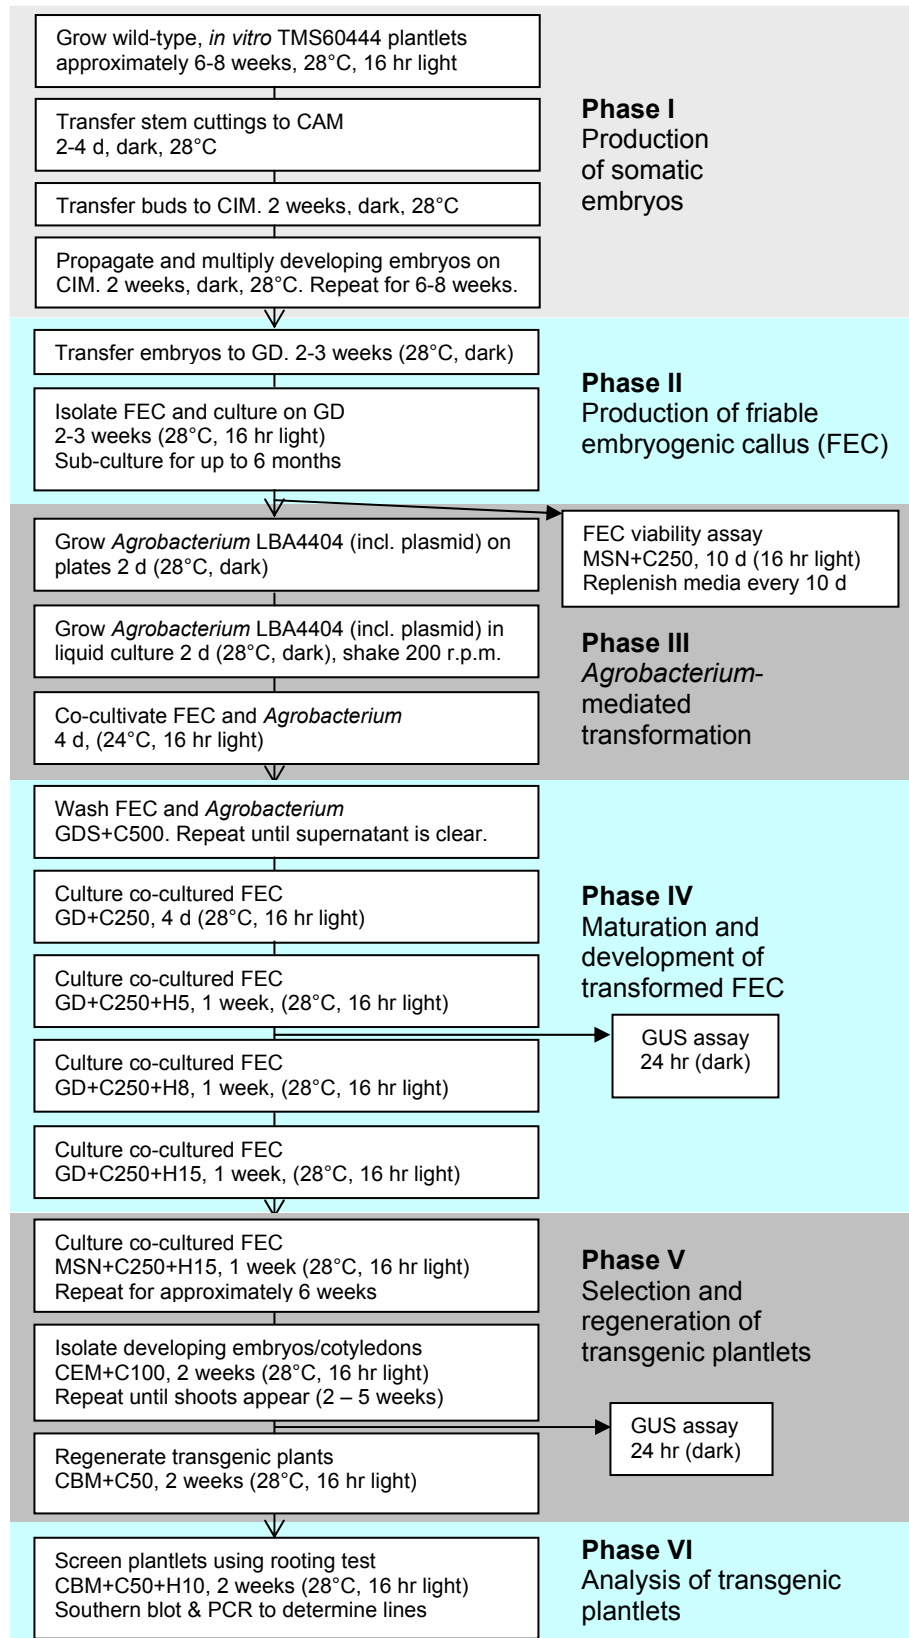 Grow wild-type, in vitro TMS60444 plantlets
approximately 6-8 weeks, 28°C, 16 hr light
Transfer stem cuttings to CAM
2-4 d, dark, 28°C
Transfer buds to CIM. 2 weeks, dark, 28°C
Propagate and multiply developing embryos on
CIM. 2 weeks, dark, 28°C. Repeat for 6-8 weeks.
Phase I
Production
of somatic
embryos
Transfer embryos to GD. 2-3 weeks (28°C, dark)
Isolate FEC and culture on GD
2-3 weeks (28°C, 16 hr light)
Sub-culture for up to 6 months
Phase II
Production of friable
embryogenic callus (FEC)
Grow Agrobacterium LBA4404 (incl. plasmid) on
plates 2 d (28°C, dark)
FEC viability assay
MSN+C250, 10 d (16 hr light)
Replenish media every 10 d
Grow Agrobacterium LBA4404 (incl. plasmid) in
liquid culture 2 d (28°C, dark), shake 200 r.p.m.
Co-cultivate FEC and Agrobacterium
4 d, (24°C, 16 hr light)
Phase III
Agrobacterium-
mediated
transformation
Wash FEC and Agrobacterium
GDS+C500. Repeat until supernatant is clear.
Culture co-cultured FEC
GD+C250, 4 d (28°C, 16 hr light)
Culture co-cultured FEC
GD+C250+H5, 1 week, (28°C, 16 hr light)
Phase IV
Maturation and
development of
transformed FEC
GUS assay
24 hr (dark)
Culture co-cultured FEC
GD+C250+H8, 1 week, (28°C, 16 hr light)
Culture co-cultured FEC
GD+C250+H15, 1 week, (28°C, 16 hr light)
Culture co-cultured FEC
MSN+C250+H15, 1 week (28°C, 16 hr light)
Repeat for approximately 6 weeks
Phase V
Selection and
regeneration of
transgenic plantlets
Isolate developing embryos/cotyledons
CEM+C100, 2 weeks (28°C, 16 hr light)
Repeat until shoots appear (2 – 5 weeks)
GUS assay
24 hr (dark)
Regenerate transgenic plants
CBM+C50, 2 weeks (28°C, 16 hr light)
Screen plantlets using rooting test
CBM+C50+H10, 2 weeks (28°C, 16 hr light)
Southern blot & PCR to determine lines
Phase VI
Analysis of transgenic
plantlets